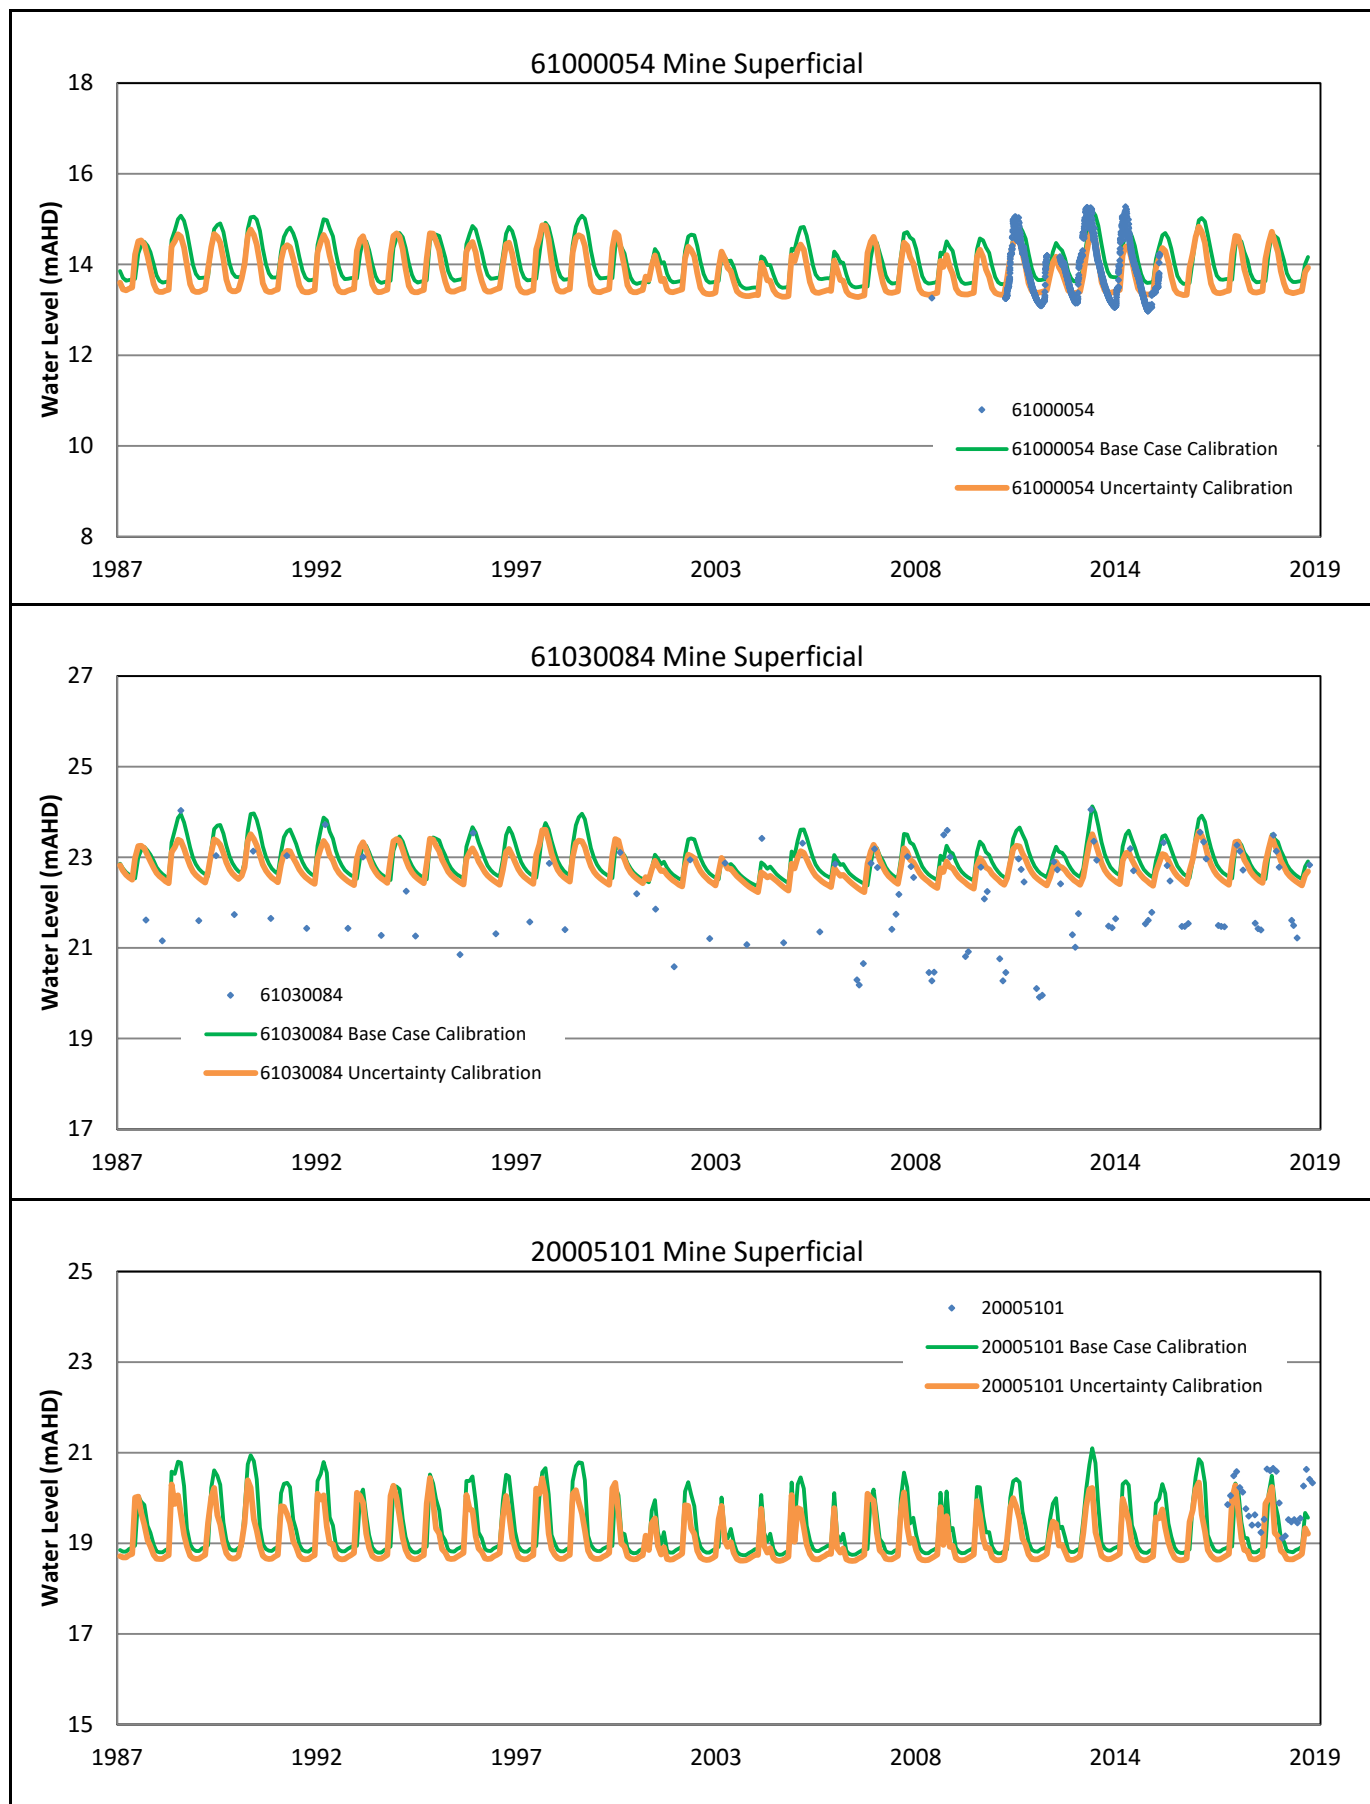 61000054 Mine Superficial
18
16
14
12
10
8
Water Level (mAHD)
61000054
61000054 Base Case Calibration
61000054 Uncertainty Calibration
1987 1992 1997 2003 2008 2014 2019
61030084 Mine Superficial
27
25
23
21
19
17
Water Level (mAHD)
61030084
61030084 Base Case Calibration
61030084 Uncertainty Calibration
1987 1992 1997 2003 2008 2014 2019
20005101 Mine Superficial
25
23
21
19
17
15
Water Level (mAHD)
20005101
20005101 Base Case Calibration
20005101 Uncertainty Calibration
1987 1992 1997 2003 2008 2014 2019